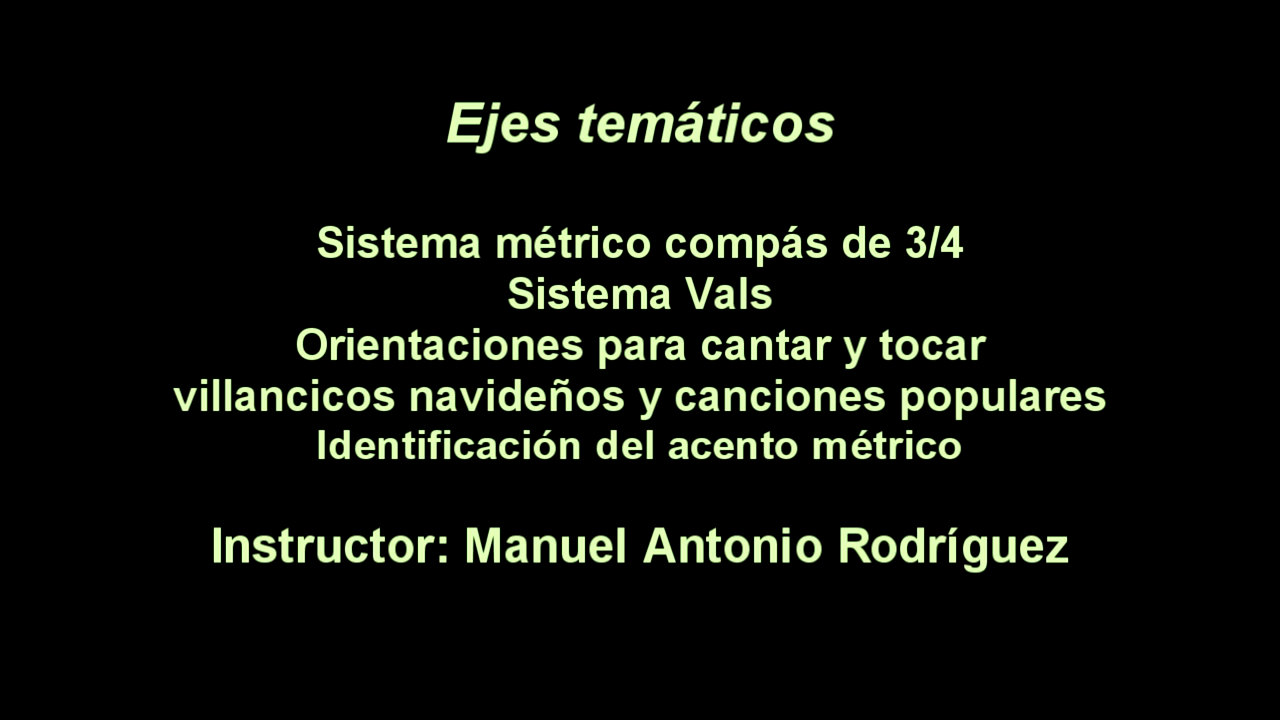 Ejes temáticos
Sistema métrico compás de 3/4
Sistema Vals
Orientaciones para cantar y tocar
villancicos navideños y canciones populares
Identificación del acento métrico
Instructor: Manuel Antonio Rodríguez